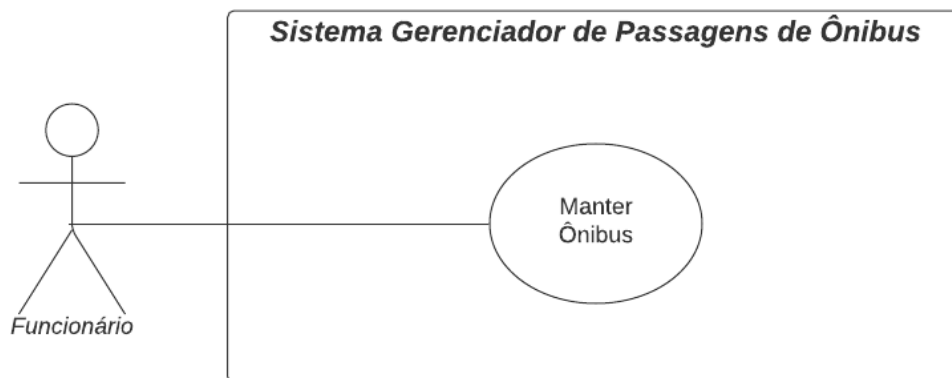 Sistema Gerenciador de Passagens de Ônibus
Manter
Ônibus
Funcionário